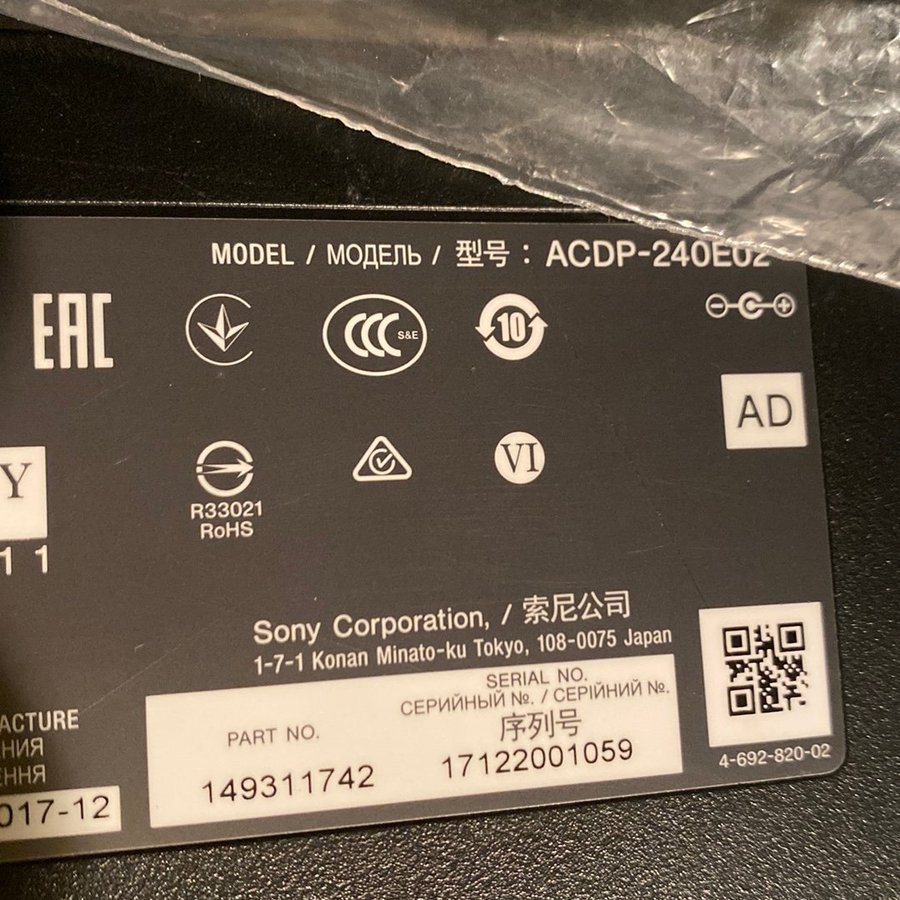 MODEL / МОДЕЛЬ / 型号 : ACDP-240E02
EAC
CCC S&E
10
AD
Y
VI
R33021
RoHS
11
Sony Corporation, / 索尼公司
1-7-1 Konan Minato-ku Tokyo, 108-0075 Japan
SERIAL NO.
СЕРИЙНЫЙ №. / СЕРІЙНИЙ №.
序列号
17122001059
PART NO.
149311742
4-692-820-02
ACTURE
НИЯ
ЕННЯ
017-12